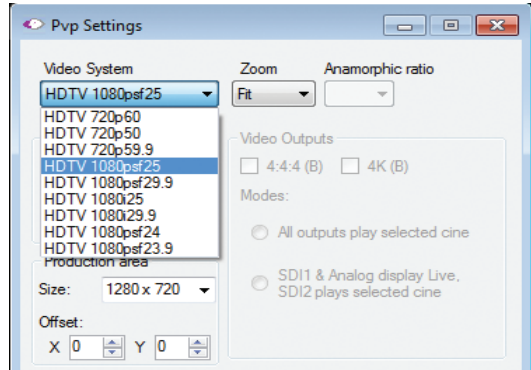 Pvp Settings
Video System
Zoom
Anamorphic ratio
HDTV 1080psf25
Fit
HDTV 720p60
HDTV 720p50
HDTV 720p59.9
HDTV 1080psf25
HDTV 1080psf29.9
HDTV 1080i25
HDTV 1080i29.9
HDTV 1080psf24
HDTV 1080psf23.9
Video Outputs
4:4:4 (B)
4K (B)
Modes:
All outputs play selected cine
SDI1 & Analog display Live,
SDI2 plays selected cine
Production area
Size:
1280 x 720
Offset:
X 0
Y 0